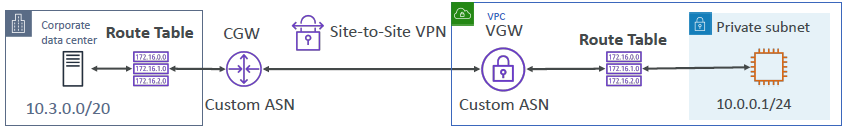 Corporate
data center
Route Table
172.16.0.0
172.16.1.0
172.16.2.0
10.3.0.0/20
CGW
Custom ASN
Site-to-Site VPN
VPC
VGW
Custom ASN
Route Table
172.16.0.0
172.16.1.0
172.16.2.0
Private subnet
10.0.0.1/24